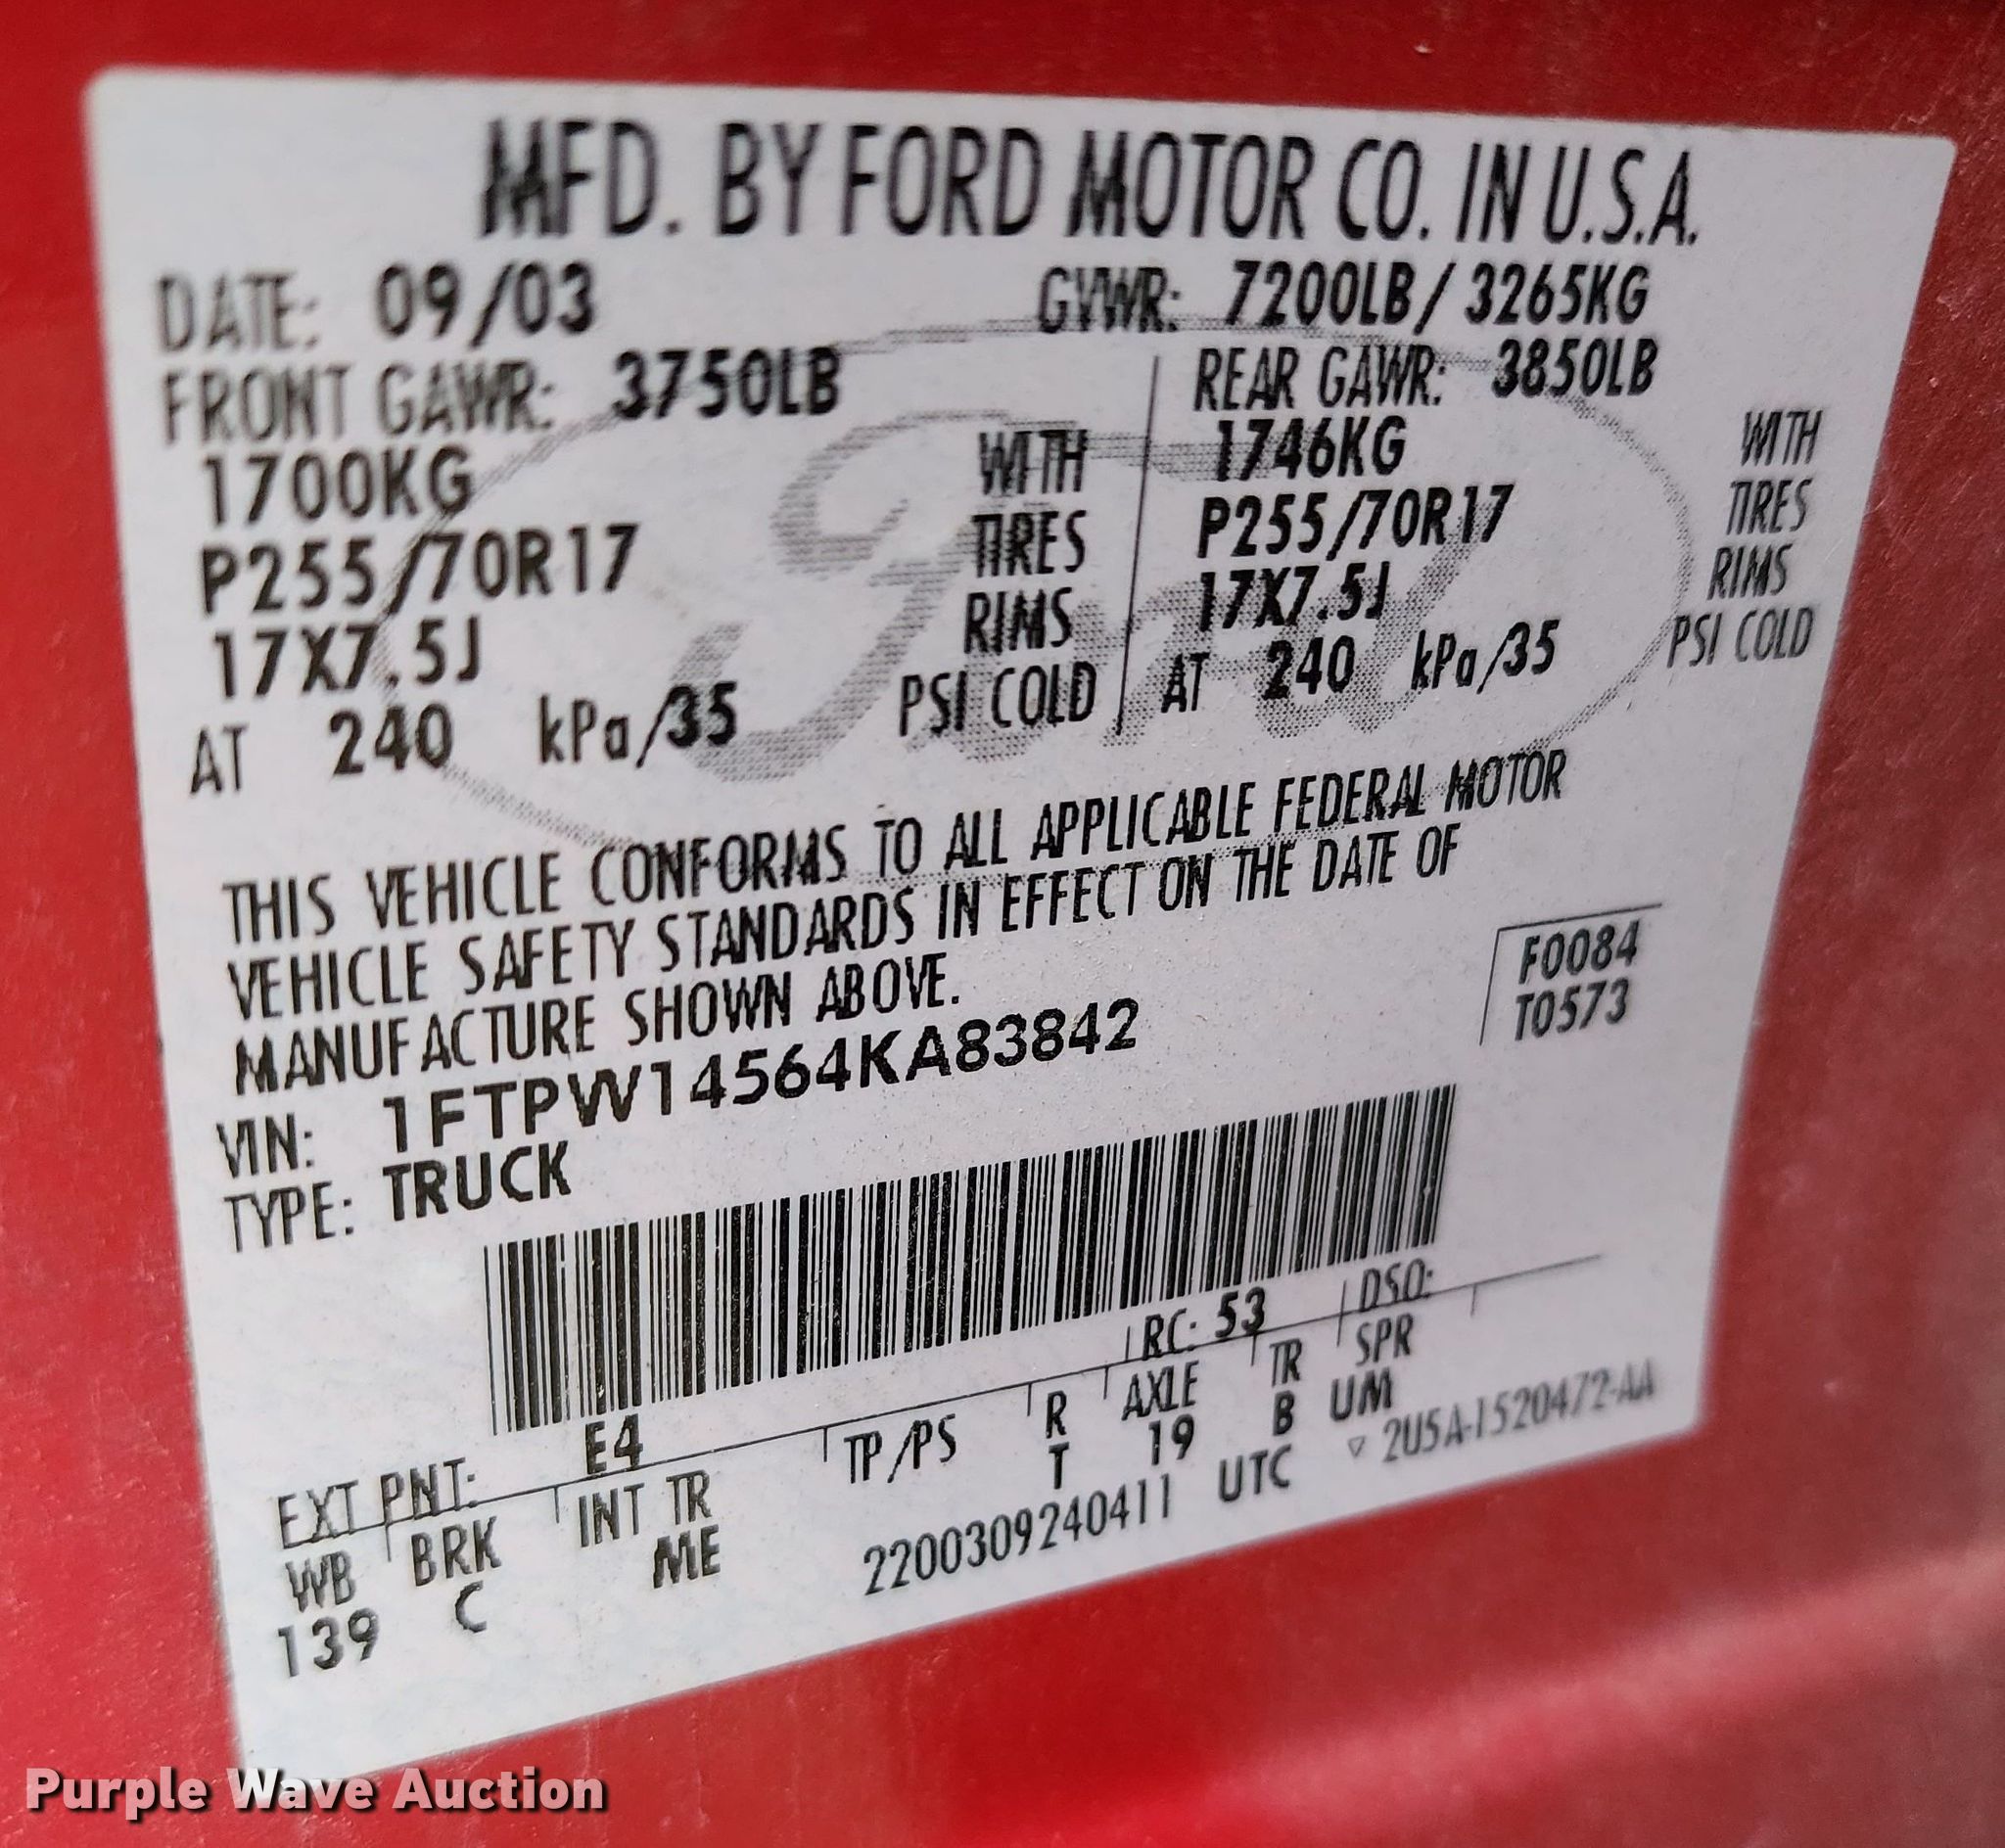 MFD. BY FORD MOTOR CO. IN U.S.A.
DATE: 09/03 GVWR: 7200LB/ 3265KG
FRONT GAWR: 3750LB REAR GAWR: 3850LB
1700KG WITH 1746KG WITH
P255/70R17 TIRES P255/70R17 TIRES
17X7.5J RIMS 17X7.5J RIMS
AT 240 kPa/35 PSI COLD AT 240 kPa/35 PSI COLD
THIS VEHICLE CONFORMS TO ALL APPLICABLE FEDERAL MOTOR
VEHICLE SAFETY STANDARDS IN EFFECT ON THE DATE OF
MANUFACTURE SHOWN ABOVE.
F0084
T0573
VIN: 1FTPW14564KA83842
TYPE: TRUCK
EXT PNT: E4 RC: 53 DSO:
WB BRK INT TR TP/PS R AXLE TR SPR
139 C ME T 19 B UM
2200309240411 UTC ▽ 2U5A-1520472-AA
Ford
Purple Wave Auction